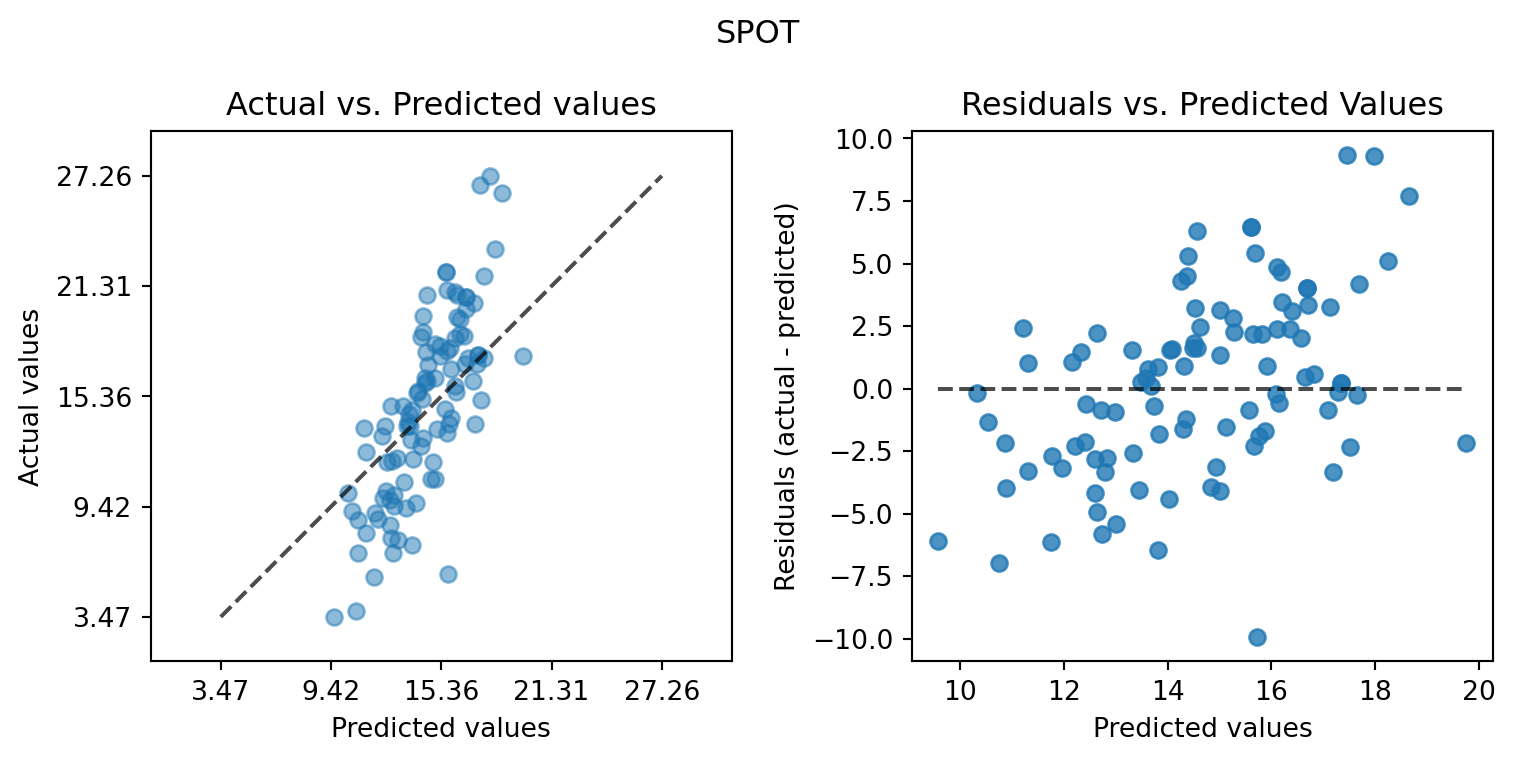 SPOT
Actual vs. Predicted values
Actual values
27.26
21.31
15.36
9.42
3.47
3.47 9.42 15.36 21.31 27.26
Predicted values
Residuals vs. Predicted Values
Residuals (actual - predicted)
10.0
7.5
5.0
2.5
0.0
−2.5
−5.0
−7.5
−10.0
10 12 14 16 18 20
Predicted values